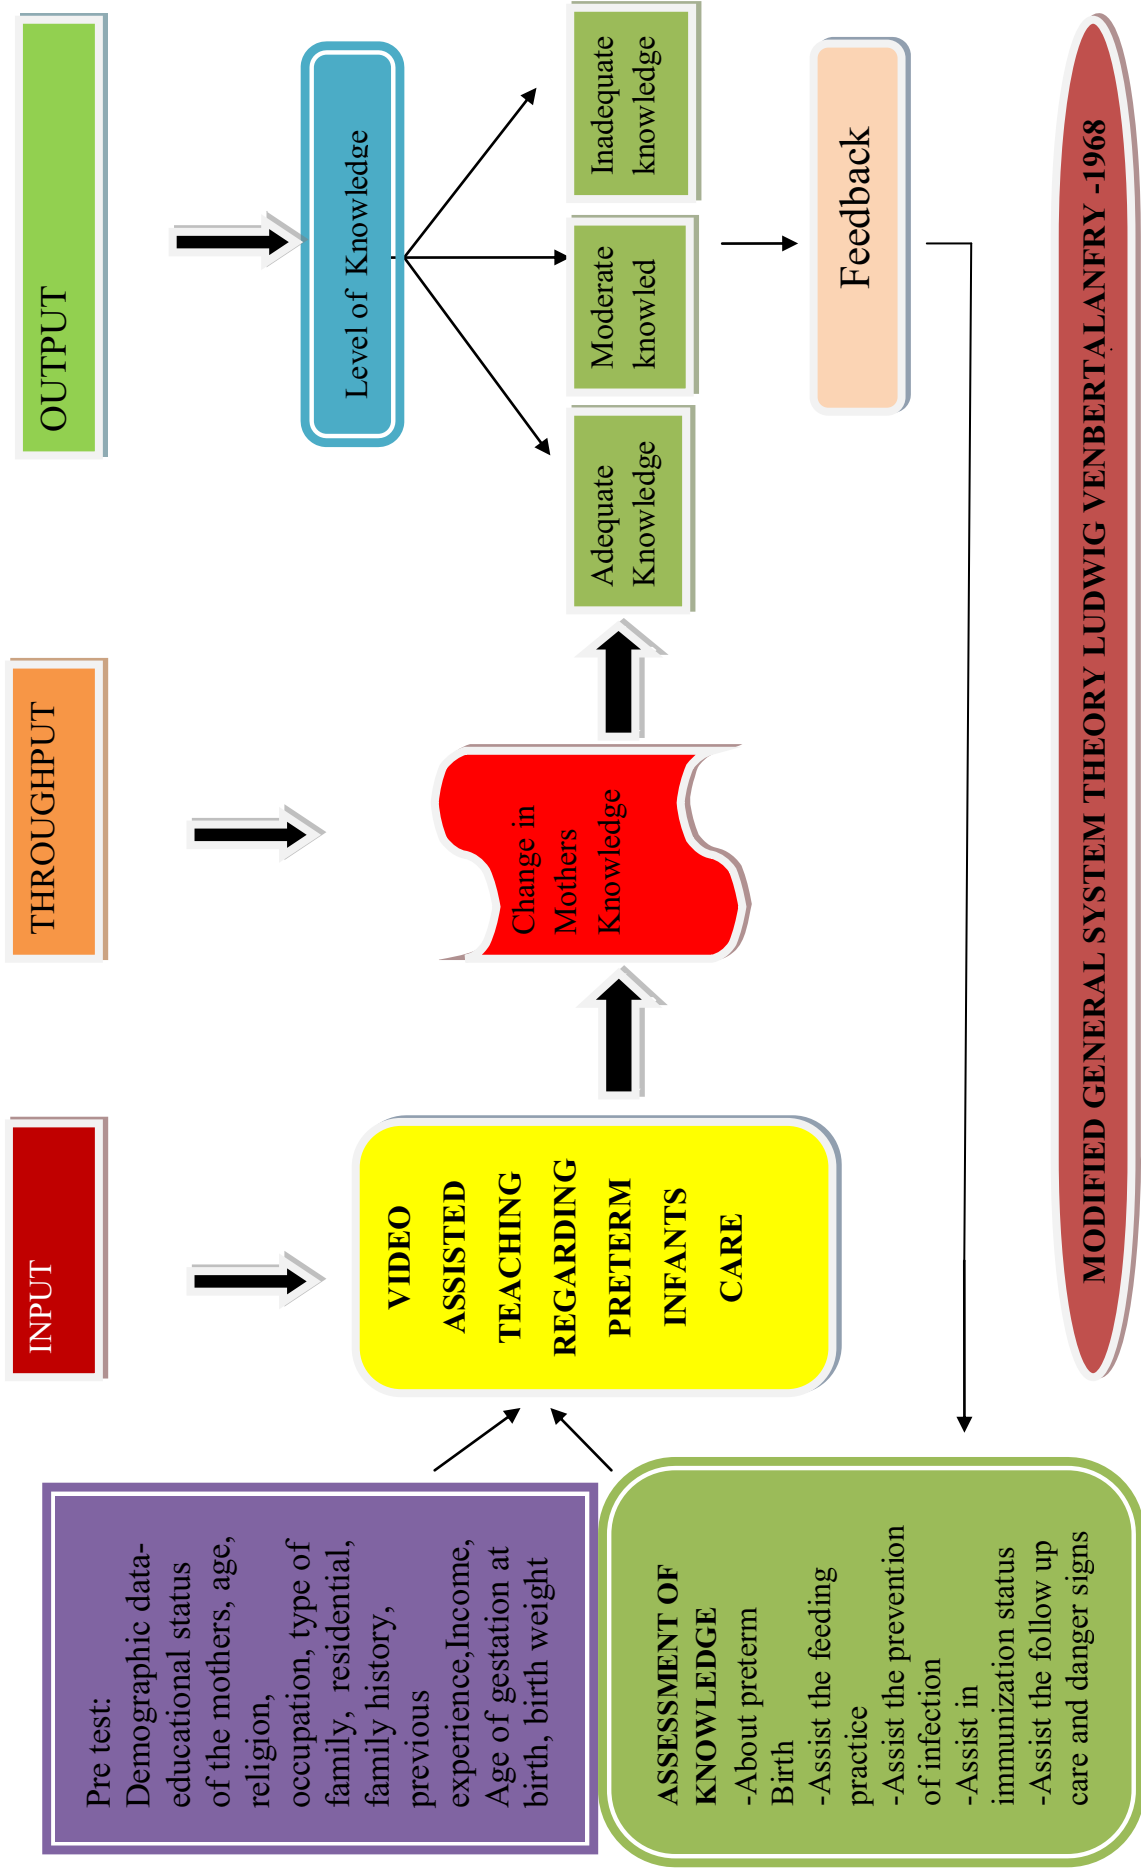 INPUT
THROUGHPUT
OUTPUT
Pre test:
Demographic data-
educational status
of the mothers, age,
religion,
occupation, type of
family, residential,
family history,
previous
experience,Income,
Age of gestation at
birth, birth weight
ASSESSMENT OF
KNOWLEDGE
-About preterm
Birth
-Assist the feeding
practice
-Assist the prevention
of infection
-Assist in
immunization status
-Assist the follow up
care and danger signs
VIDEO
ASSISTED
TEACHING
REGARDING
PRETERM
INFANTS
CARE
Change in
Mothers
Knowledge
Level of Knowledge
Adequate
Knowledge
Moderate
knowled
Inadequate
knowledge
Feedback
MODIFIED GENERAL SYSTEM THEORY LUDWIG VENBERTALANFRY -1968